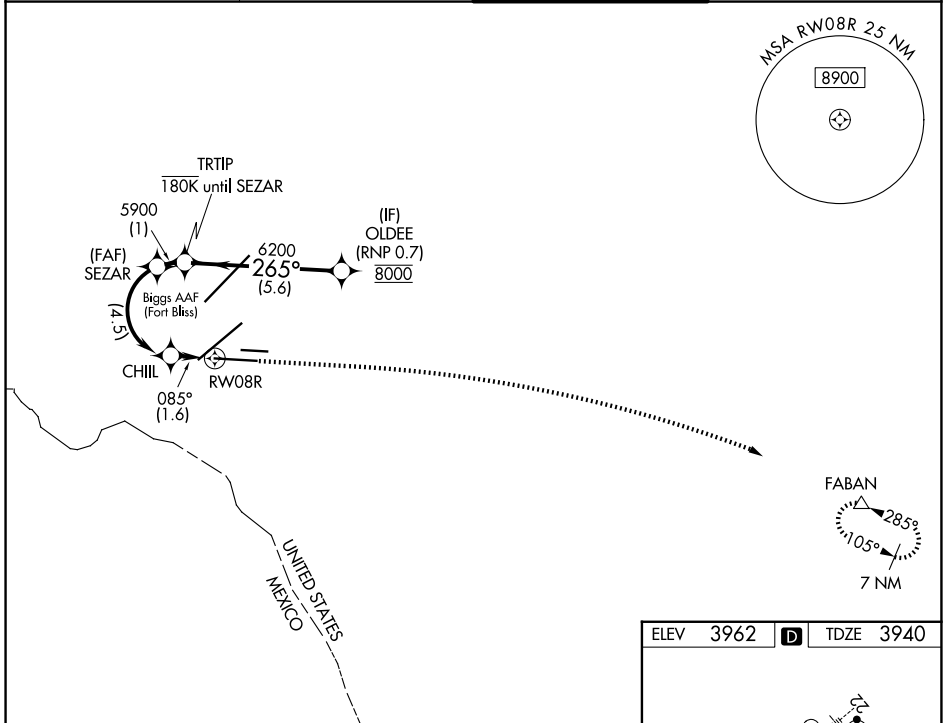 MSA RW08R 25 NM
8900
TRTIP
180K until SEZAR
5900
(1)
(FAF)
SEZAR
6200
265°
(5.6)
(IF)
OLDEE
(RNP 0.7)
8000
Biggs AAF
(Fort Bliss)
(4.5)
CHIIL
RW08R
085°
(1.6)
FABAN
285°
105°
7 NM
UNITED STATES
MEXICO
ELEV 3962 D TDZE 3940
22